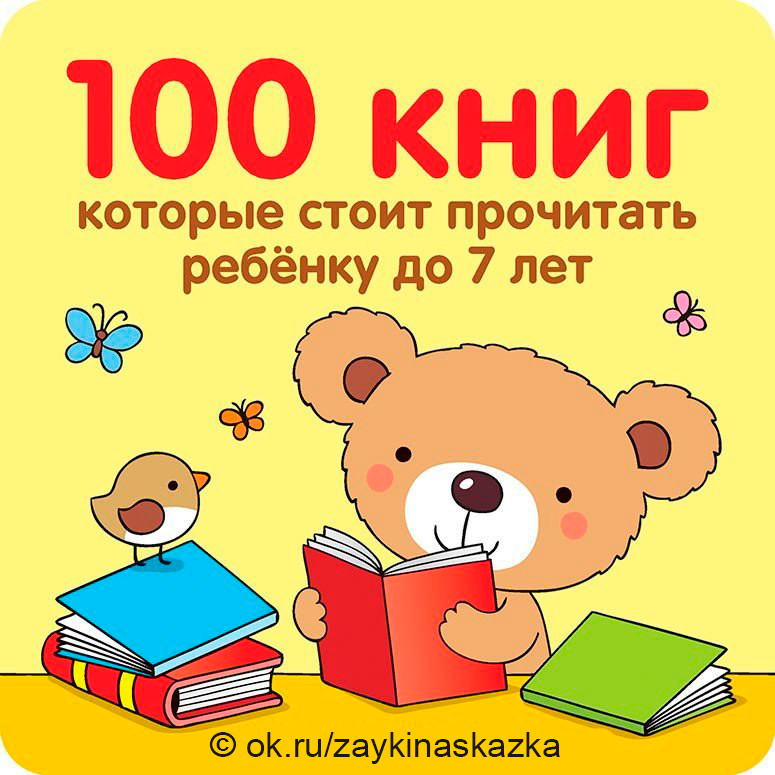 100 книг
которые стоит прочитать
ребёнку до 7 лет
© ok.ru/zaykinaskazka